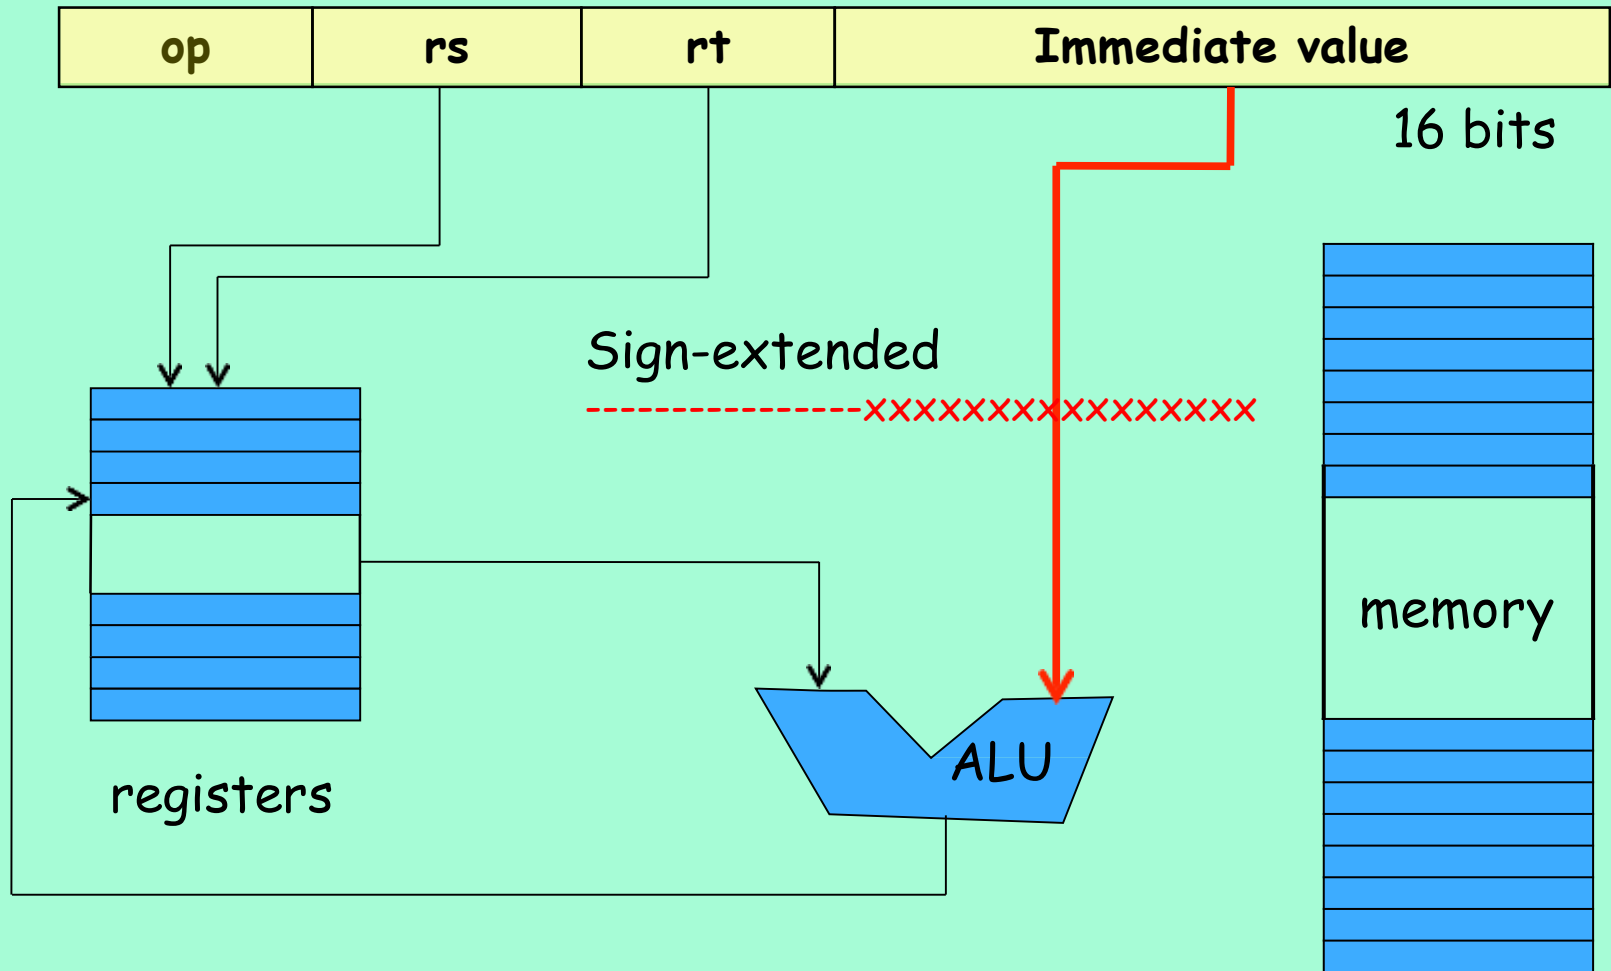 op rs rt Immediate value
16 bits
Sign-extended
----------------xxxxxxxxxxxxxxxx
memory
ALU
registers